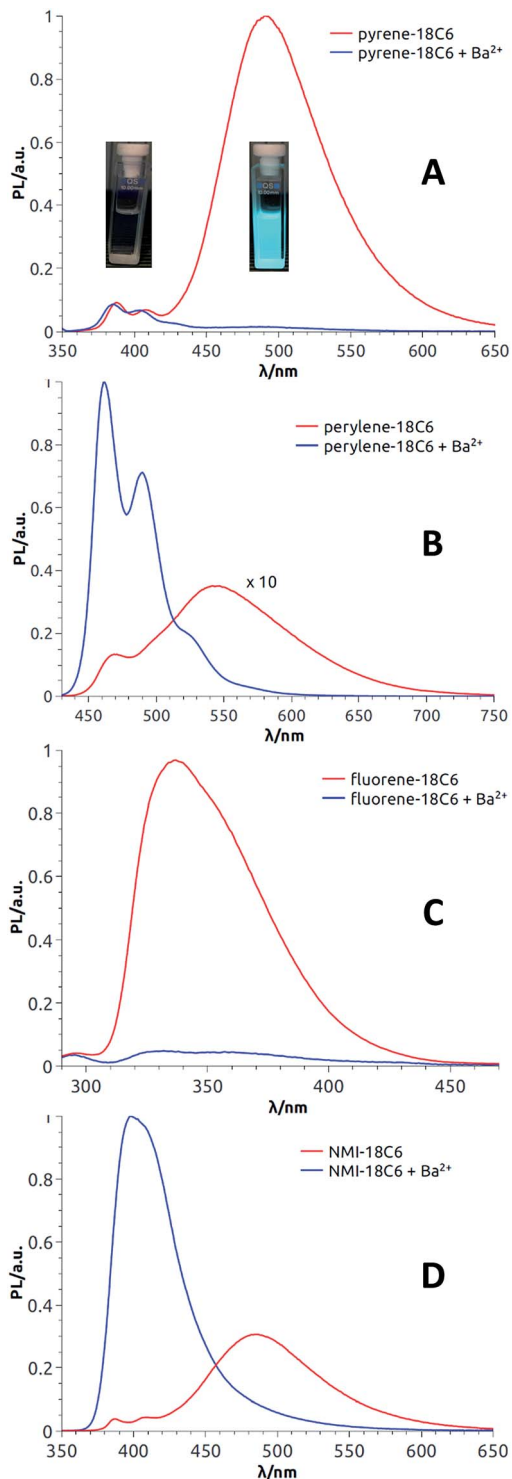 1
0.8
0.6
0.4
0.2
0
PL/a.u.
pyrene-18C6
pyrene-18C6 + Ba²⁺
QS
QS
A
350 400 450 500 550 600 650
λ/nm
1
0.8
0.6
0.4
0.2
0
PL/a.u.
perylene-18C6
perylene-18C6 + Ba²⁺
B
x 10
450 500 550 600 650 700 750
λ/nm
1
0.8
0.6
0.4
0.2
0
PL/a.u.
fluorene-18C6
fluorene-18C6 + Ba²⁺
C
300 350 400 450
λ/nm
1
0.8
0.6
0.4
0.2
0
PL/a.u.
NMI-18C6
NMI-18C6 + Ba²⁺
D
350 400 450 500 550 600 650
λ/nm